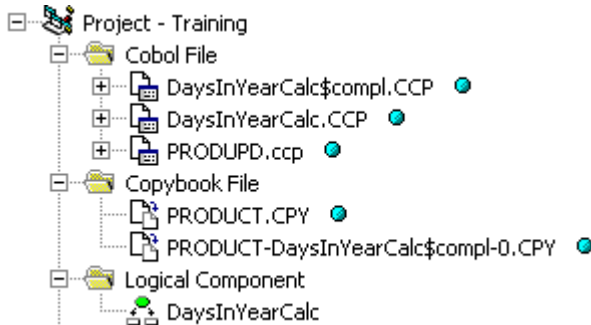 Project - Training
Cobol File
DaysInYearCalc$compl.CCP
DaysInYearCalc.CCP
PRODUPD.ccp
Copybook File
PRODUCT.CPY
PRODUCT-DaysInYearCalc$compl-0.CPY
Logical Component
DaysInYearCalc